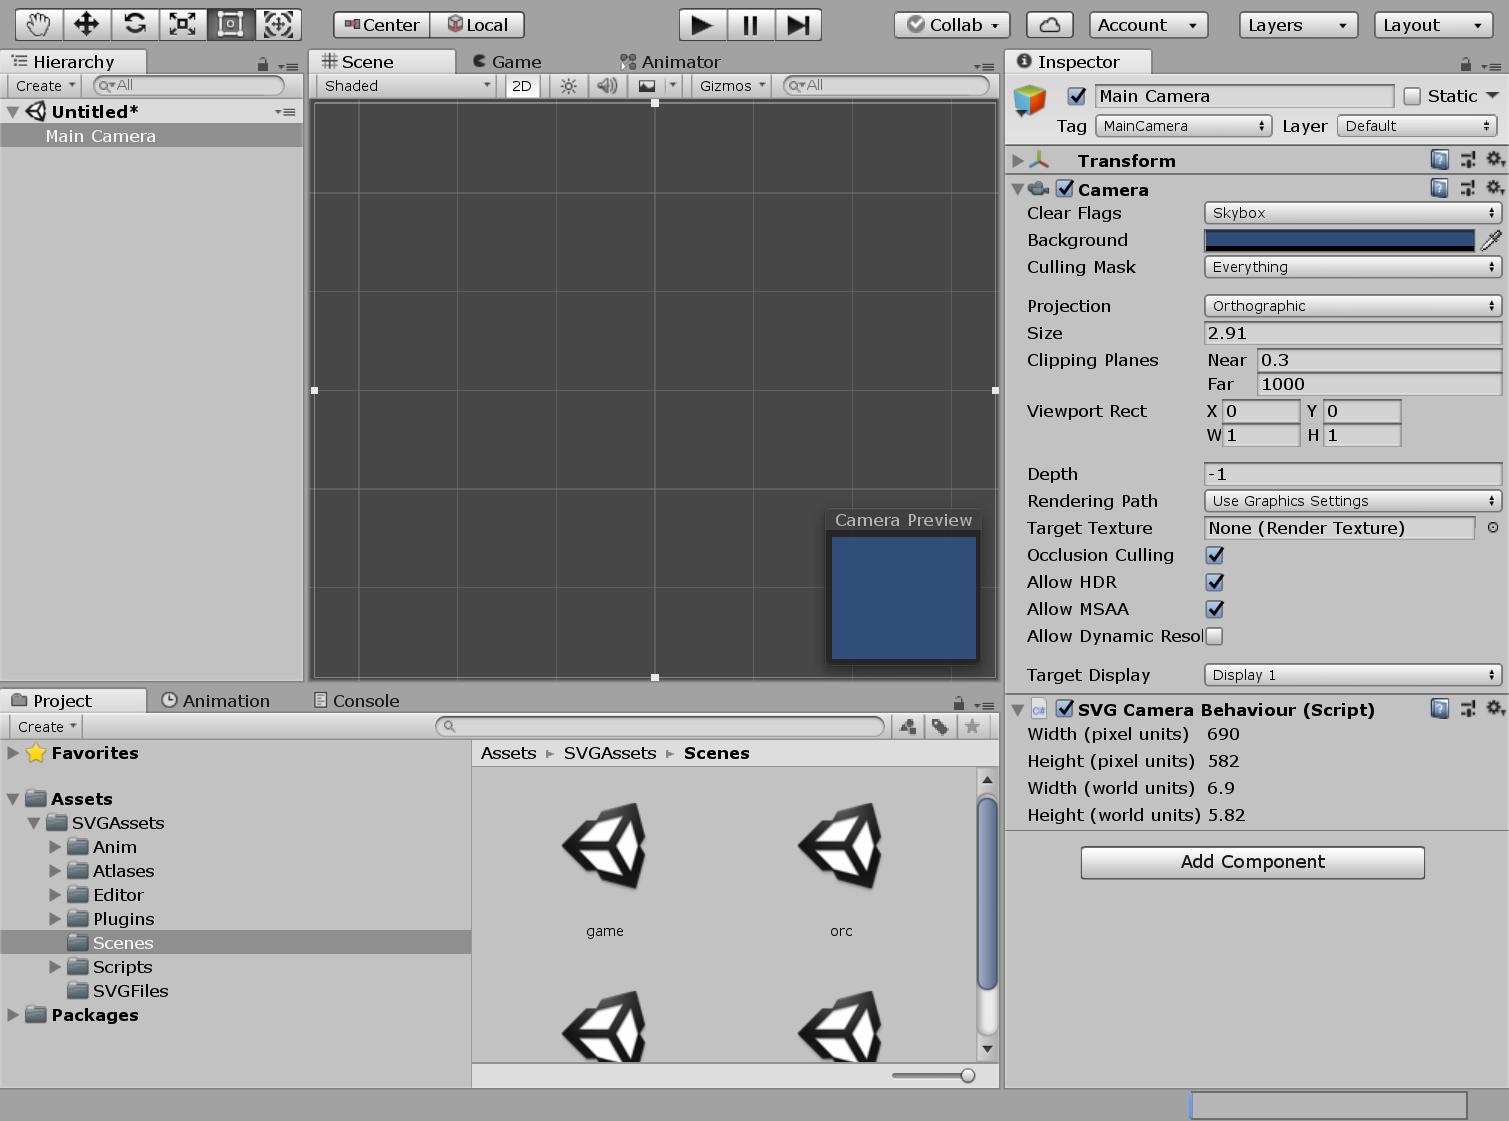 Center Local Collab Account Layers Layout
Hierarchy
Create All
Untitled*
Main Camera
Scene Game Animator
Shaded 2D Gizmos All
Camera Preview
Project Animation Console
Create
Favorites
Assets
SVGAssets
Anim
Atlases
Editor
Plugins
Scenes
Scripts
SVGFiles
Packages
Assets SVGAssets Scenes
game orc
Inspector
Main Camera Static
Tag MainCamera Layer Default
Transform
Camera
Clear Flags Skybox
Background
Culling Mask Everything
Projection Orthographic
Size 2.91
Clipping Planes Near 0.3
Far 1000
Viewport Rect X 0 Y 0
W 1 H 1
Depth -1
Rendering Path Use Graphics Settings
Target Texture None (Render Texture)
Occlusion Culling
Allow HDR
Allow MSAA
Allow Dynamic Resol
Target Display Display 1
C# SVG Camera Behaviour (Script)
Width (pixel units) 690
Height (pixel units) 582
Width (world units) 6.9
Height (world units) 5.82
Add Component